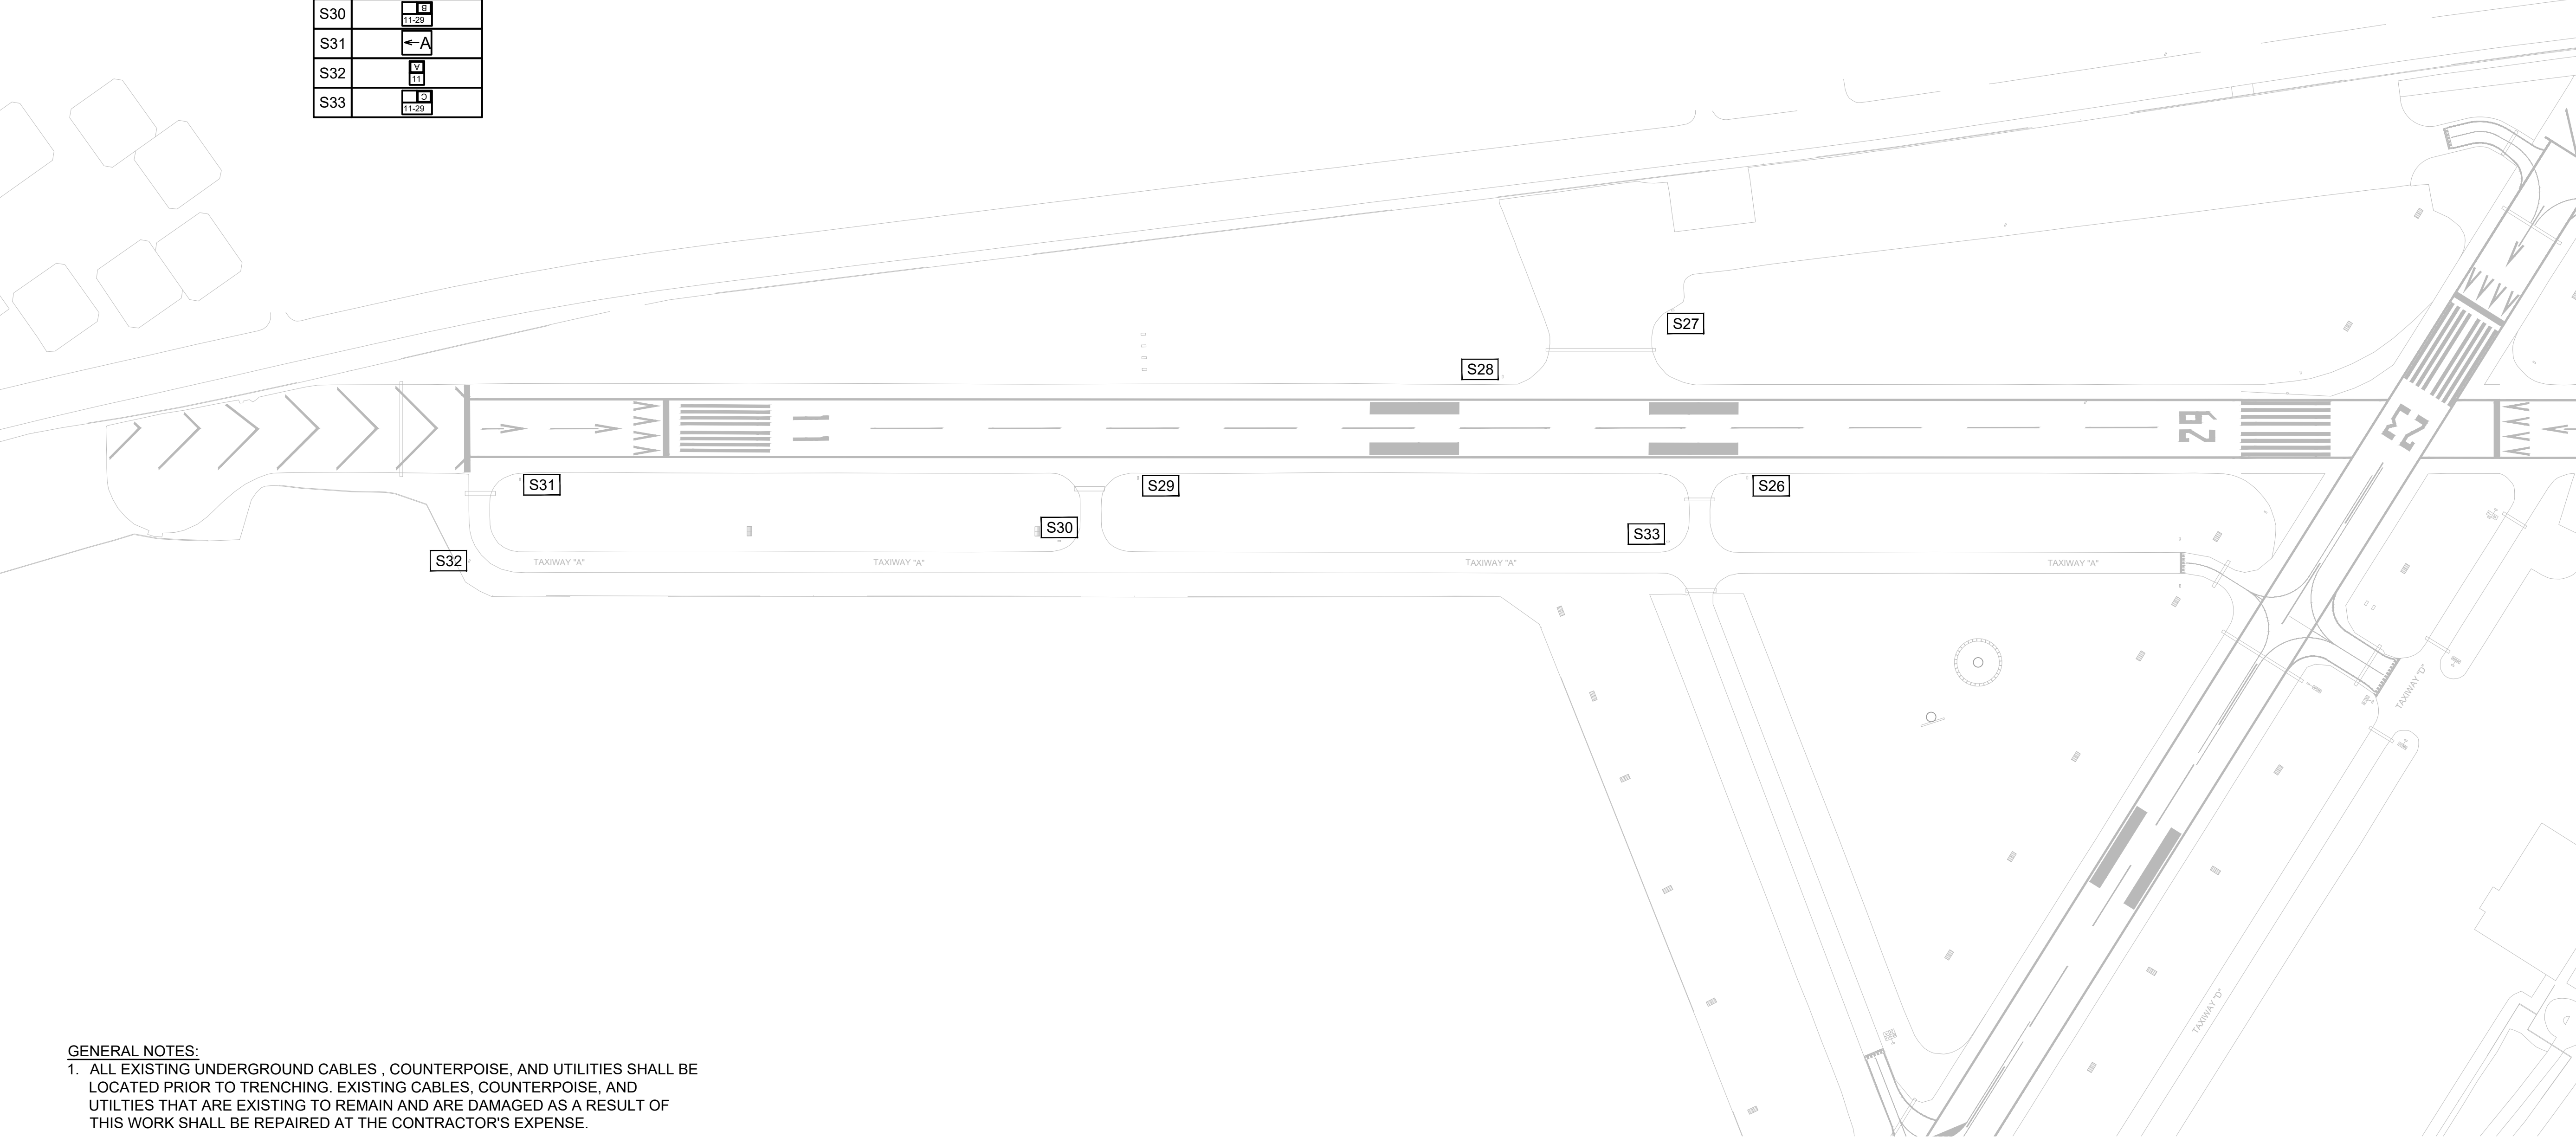 S30 B
11-29
S31 ←A
S32 A
11
S33 C
11-29
S27
S28
11
29
23
S31
S29
S26
S30
S33
S32
TAXIWAY "A"
TAXIWAY "A"
TAXIWAY "A"
TAXIWAY "A"
TAXIWAY "D"
TAXIWAY "D"
GENERAL NOTES:
1. ALL EXISTING UNDERGROUND CABLES , COUNTERPOISE, AND UTILITIES SHALL BE
LOCATED PRIOR TO TRENCHING. EXISTING CABLES, COUNTERPOISE, AND
UTILTIES THAT ARE EXISTING TO REMAIN AND ARE DAMAGED AS A RESULT OF
THIS WORK SHALL BE REPAIRED AT THE CONTRACTOR'S EXPENSE.